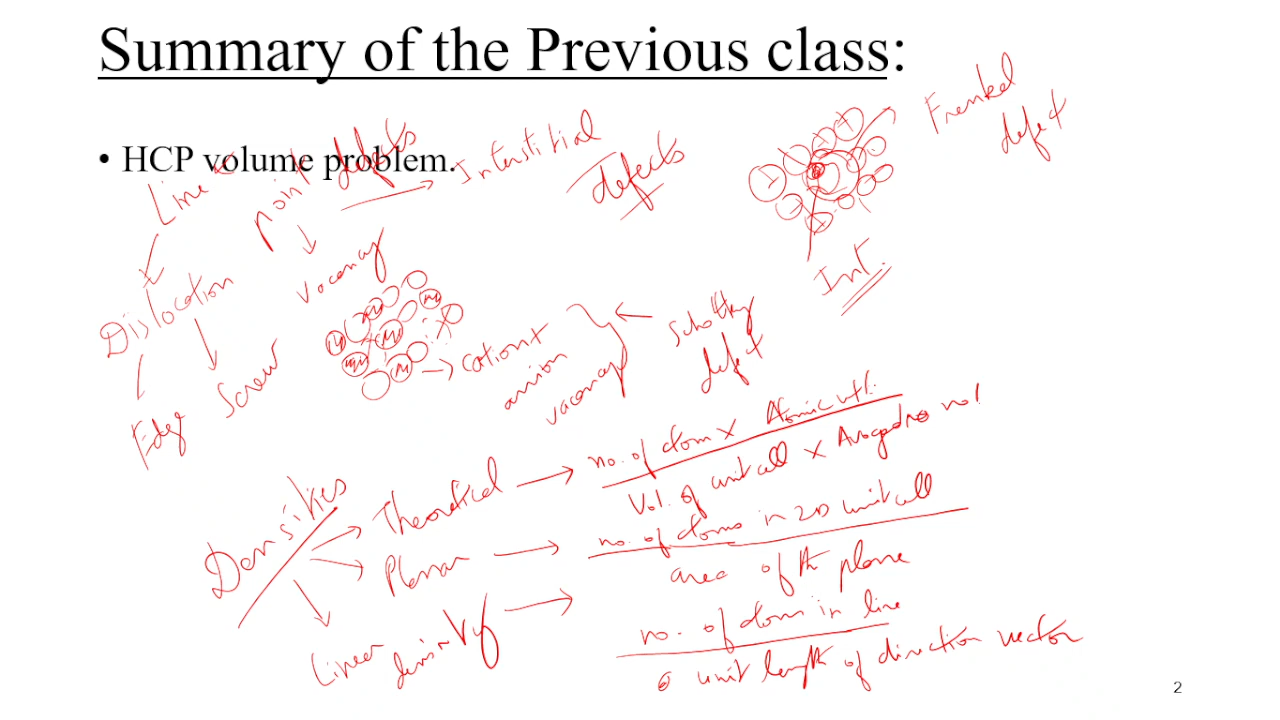 Summary of the Previous class:
• HCP volume problem.
Line
point defects
Interstitial
Defects
Frenkel
defect
Int.
Vacancy
Dislocation
Screw
Edge
M M M M M M
cation +
anion
vacancy
Schottky
defect
Densities
Theoretical
no. of atom x Atomic wt.
Vol. of unit cell x Avogadro no.
Planar
no. of atoms in 2D unit cell
area of the plane
Linear
density
no. of atoms in line
unit length of direction vector
2